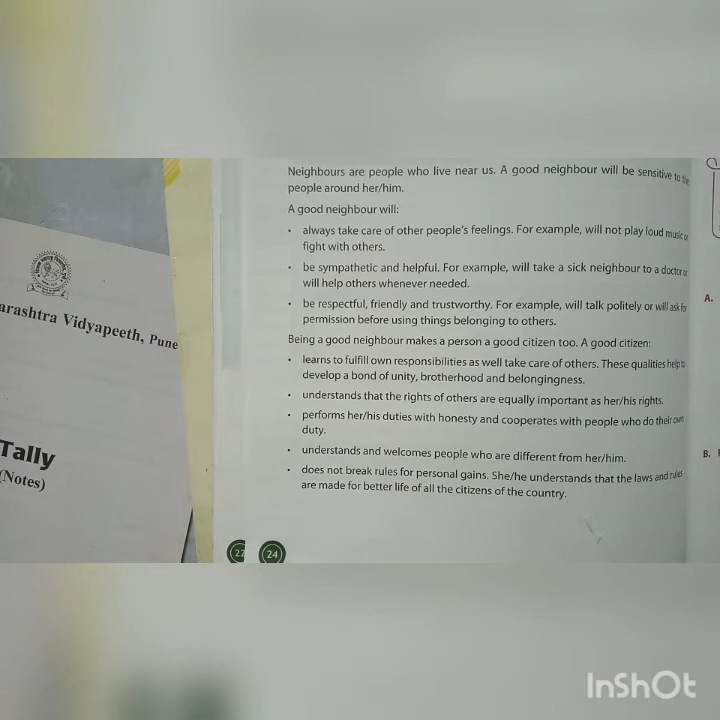 arashtra Vidyapeeth, Pune
Tally
(Notes)
Neighbours are people who live near us. A good neighbour will be sensitive to the
people around her/him.
A good neighbour will:
• always take care of other people's feelings. For example, will not play loud music or
fight with others.
• be sympathetic and helpful. For example, will take a sick neighbour to a doctor or
will help others whenever needed.
• be respectful, friendly and trustworthy. For example, will talk politely or will ask for
permission before using things belonging to others.
Being a good neighbour makes a person a good citizen too. A good citizen:
• learns to fulfill own responsibilities as well take care of others. These qualities help to
develop a bond of unity, brotherhood and belongingness.
• understands that the rights of others are equally important as her/his rights.
• performs her/his duties with honesty and cooperates with people who do their own
duty.
• understands and welcomes people who are different from her/him.
• does not break rules for personal gains. She/he understands that the laws and rules
are made for better life of all the citizens of the country.
22 24
A.
B.
InShOt